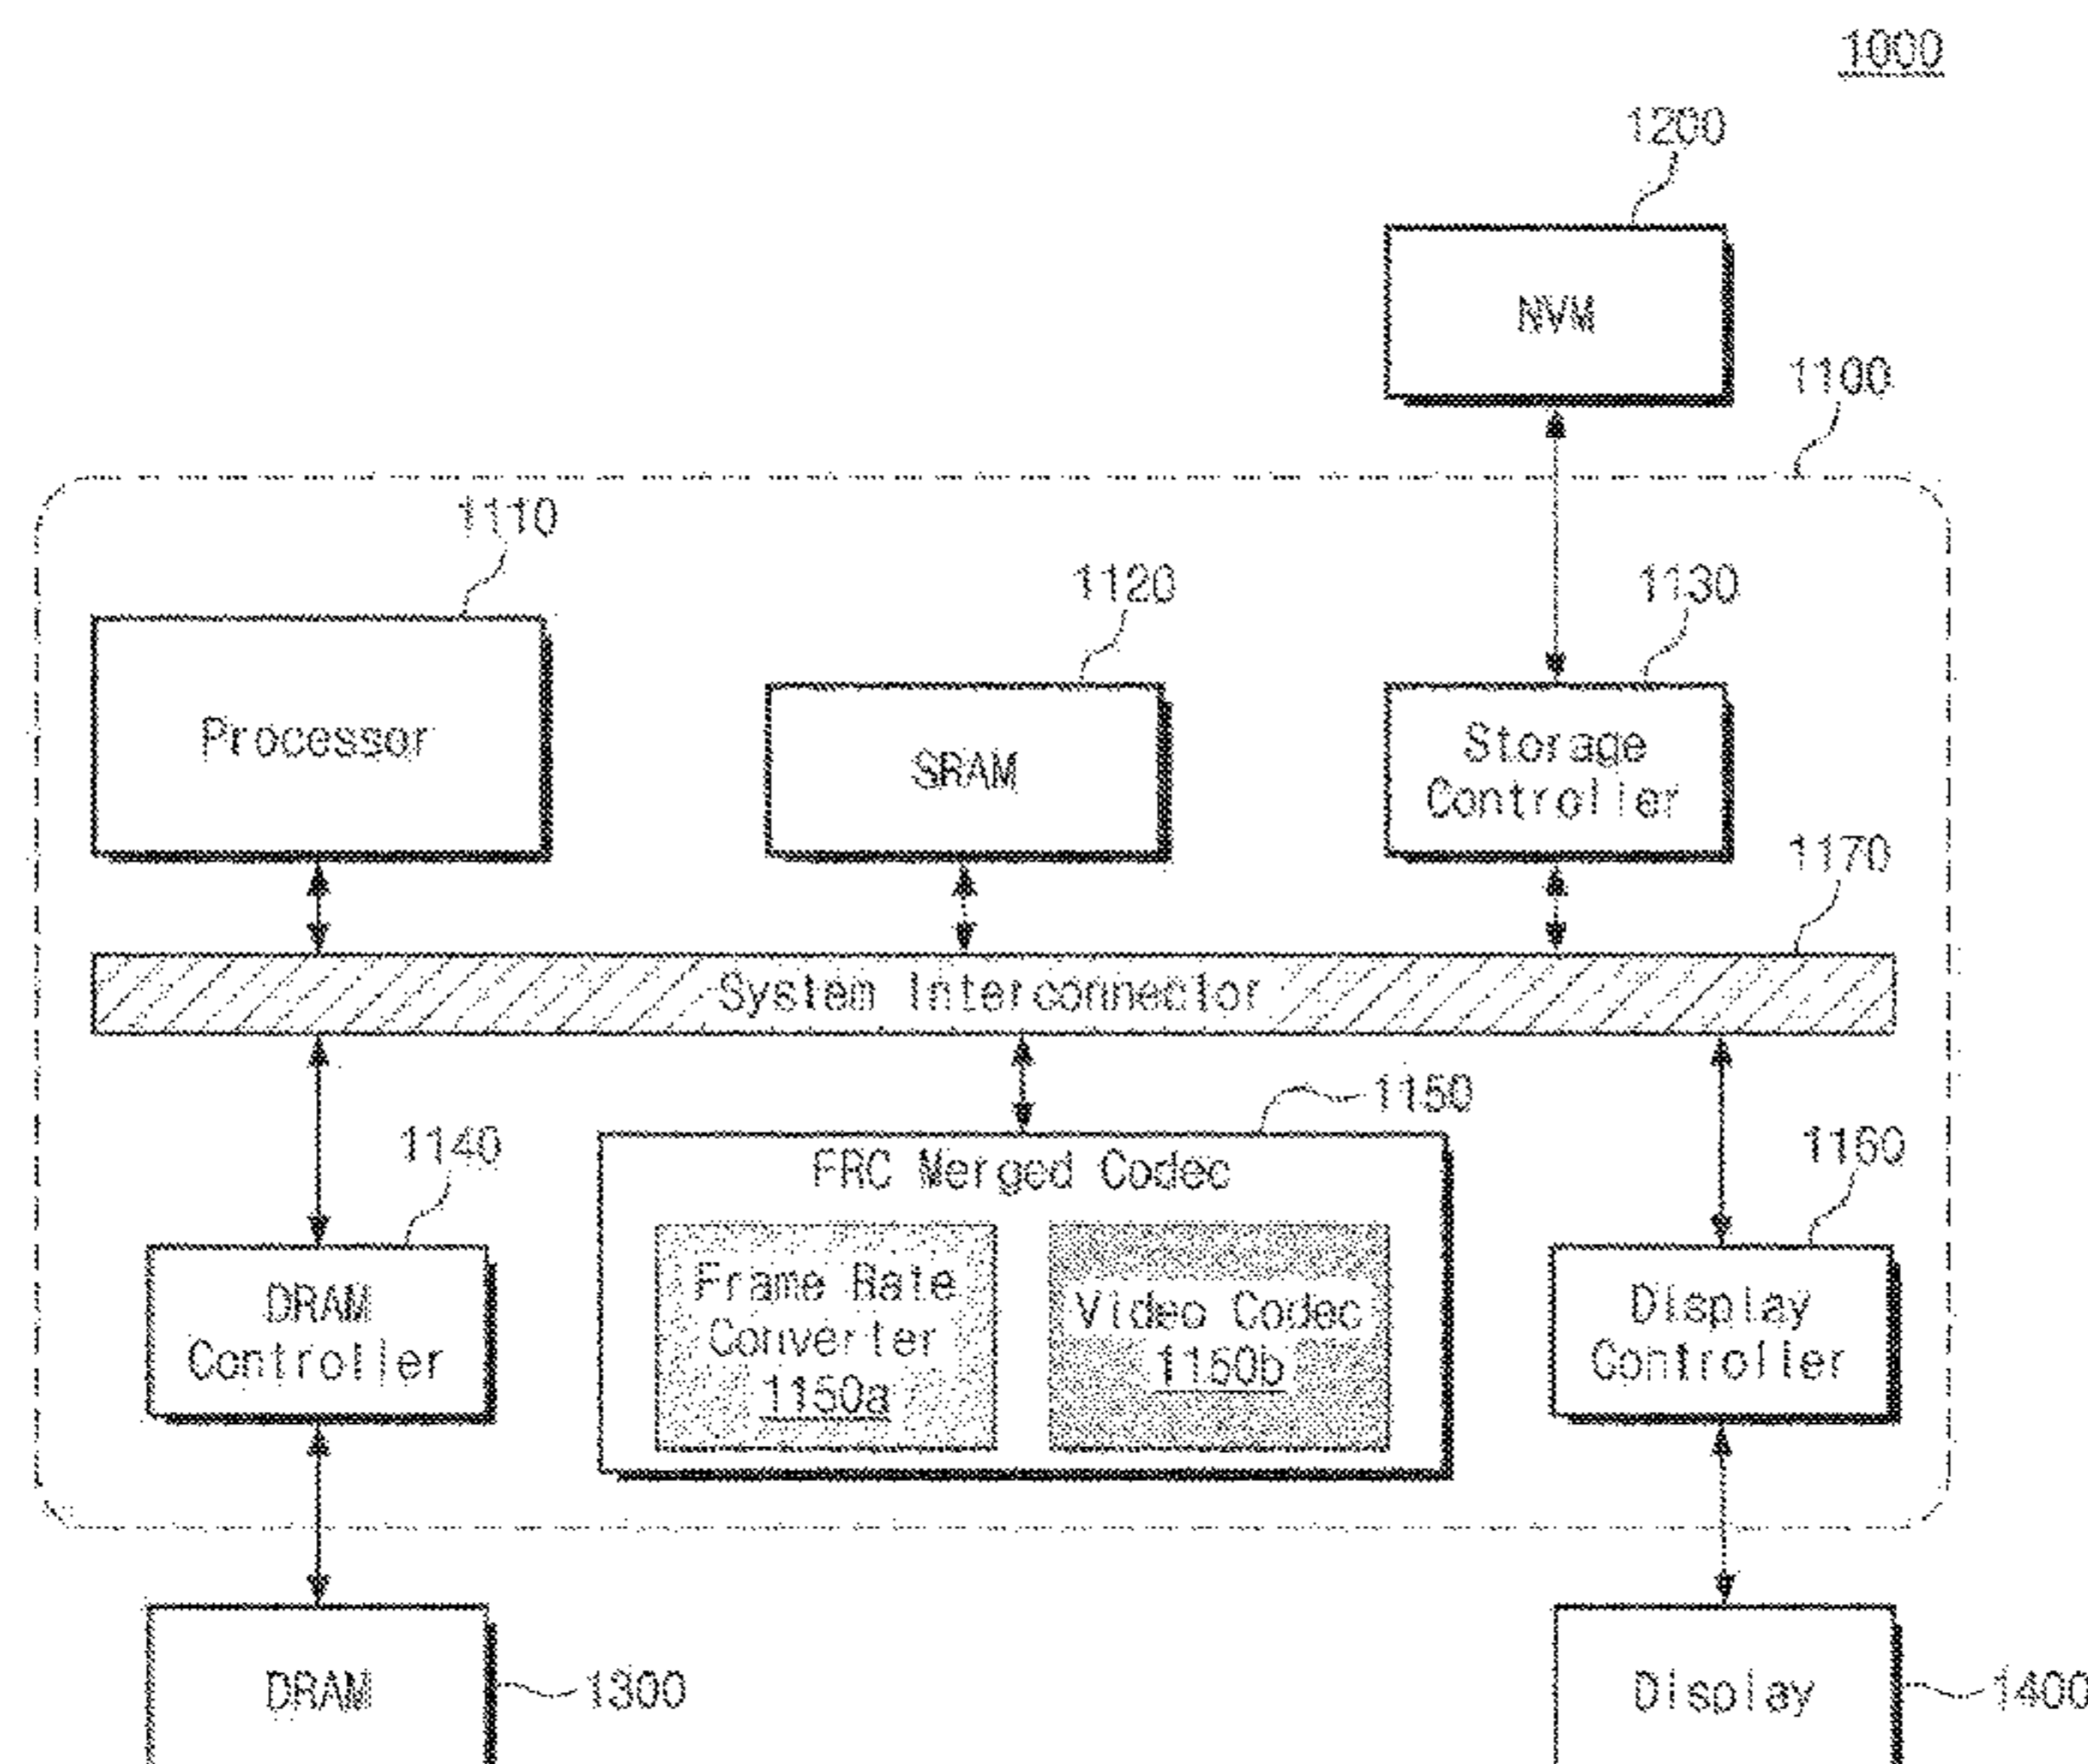 1000
1200
NVM
1100
1110
1120
1130
Processor
SRAM
Storage
Controller
1170
System Interconnector
1150
1140
1160
FRC Merged Codec
DRAM
Controller
Frame Rate
Converter
1150a
Video Codec
1150b
Display
Controller
DRAM
1300
Display
1400